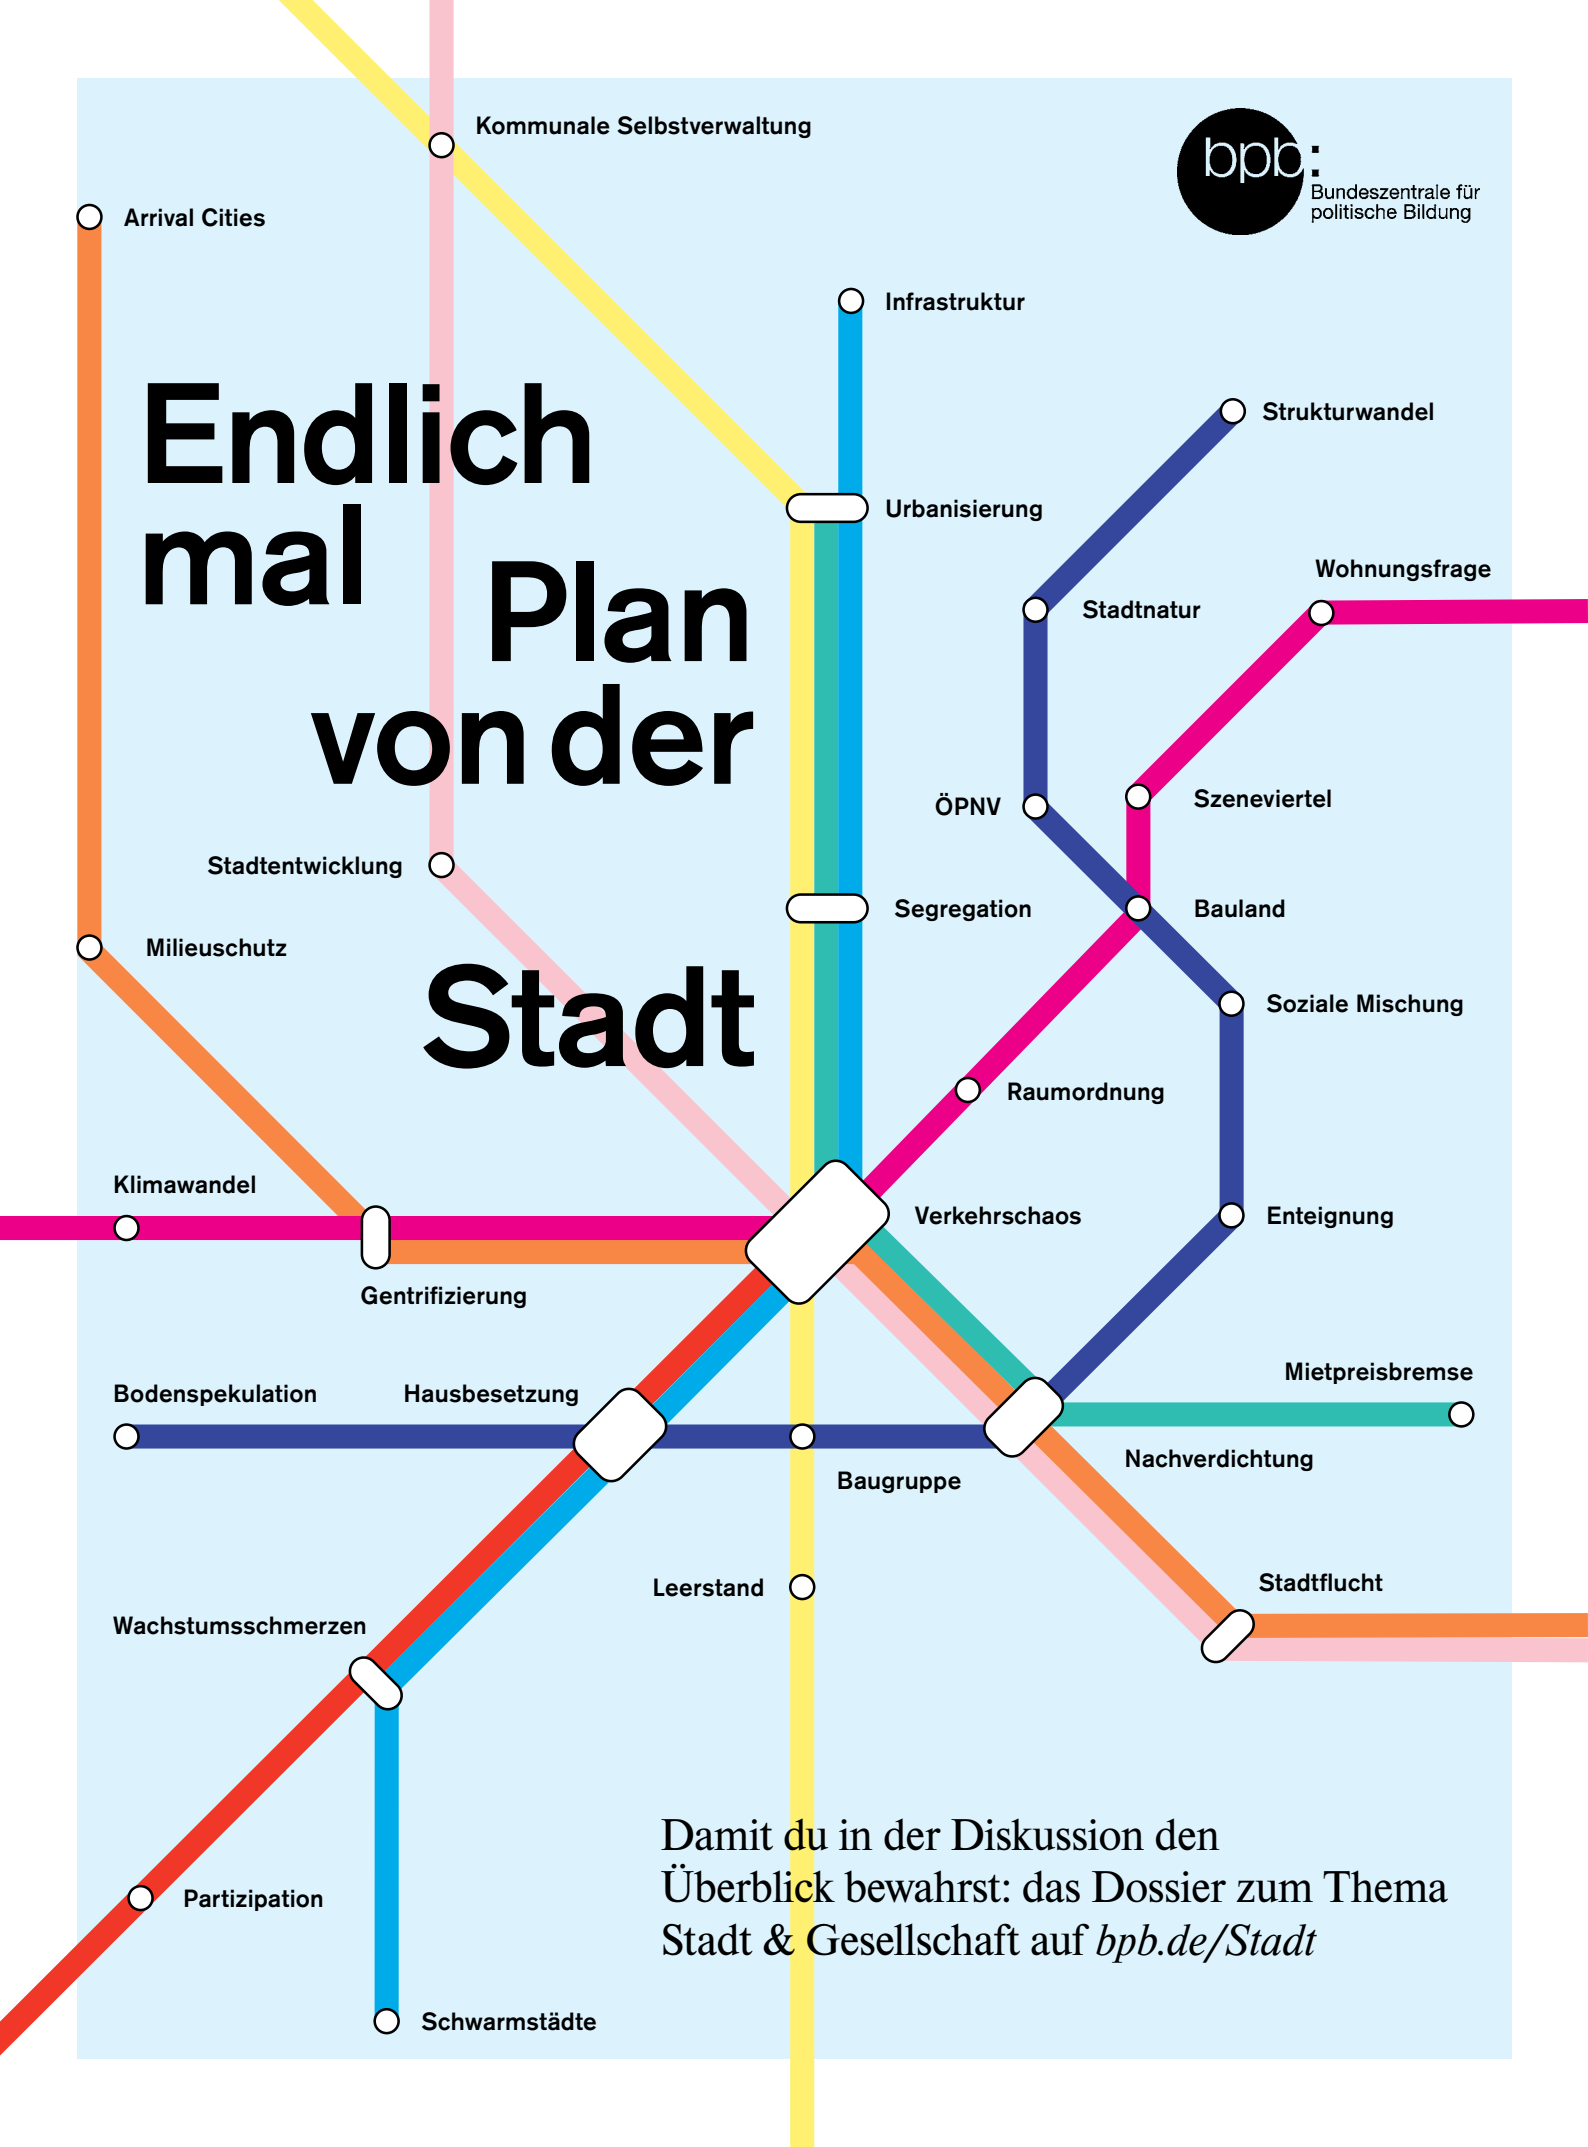 Kommunale Selbstverwaltung
bpb:
Bundeszentrale für
politische Bildung
Arrival Cities
Infrastruktur
Endlich
mal
Plan
von der
Stadt
Strukturwandel
Urbanisierung
Wohnungsfrage
Stadtnatur
Szeneviertel
ÖPNV
Stadtentwicklung
Segregation
Bauland
Milieuschutz
Soziale Mischung
Raumordnung
Klimawandel
Verkehrschaos
Enteignung
Gentrifizierung
Mietpreisbremse
Bodenspekulation
Hausbesetzung
Nachverdichtung
Baugruppe
Stadtflucht
Leerstand
Wachstumsschmerzen
Damit du in der Diskussion den
Überblick bewahrst: das Dossier zum Thema
Stadt & Gesellschaft auf bpb.de/Stadt
Partizipation
Schwarmstädte